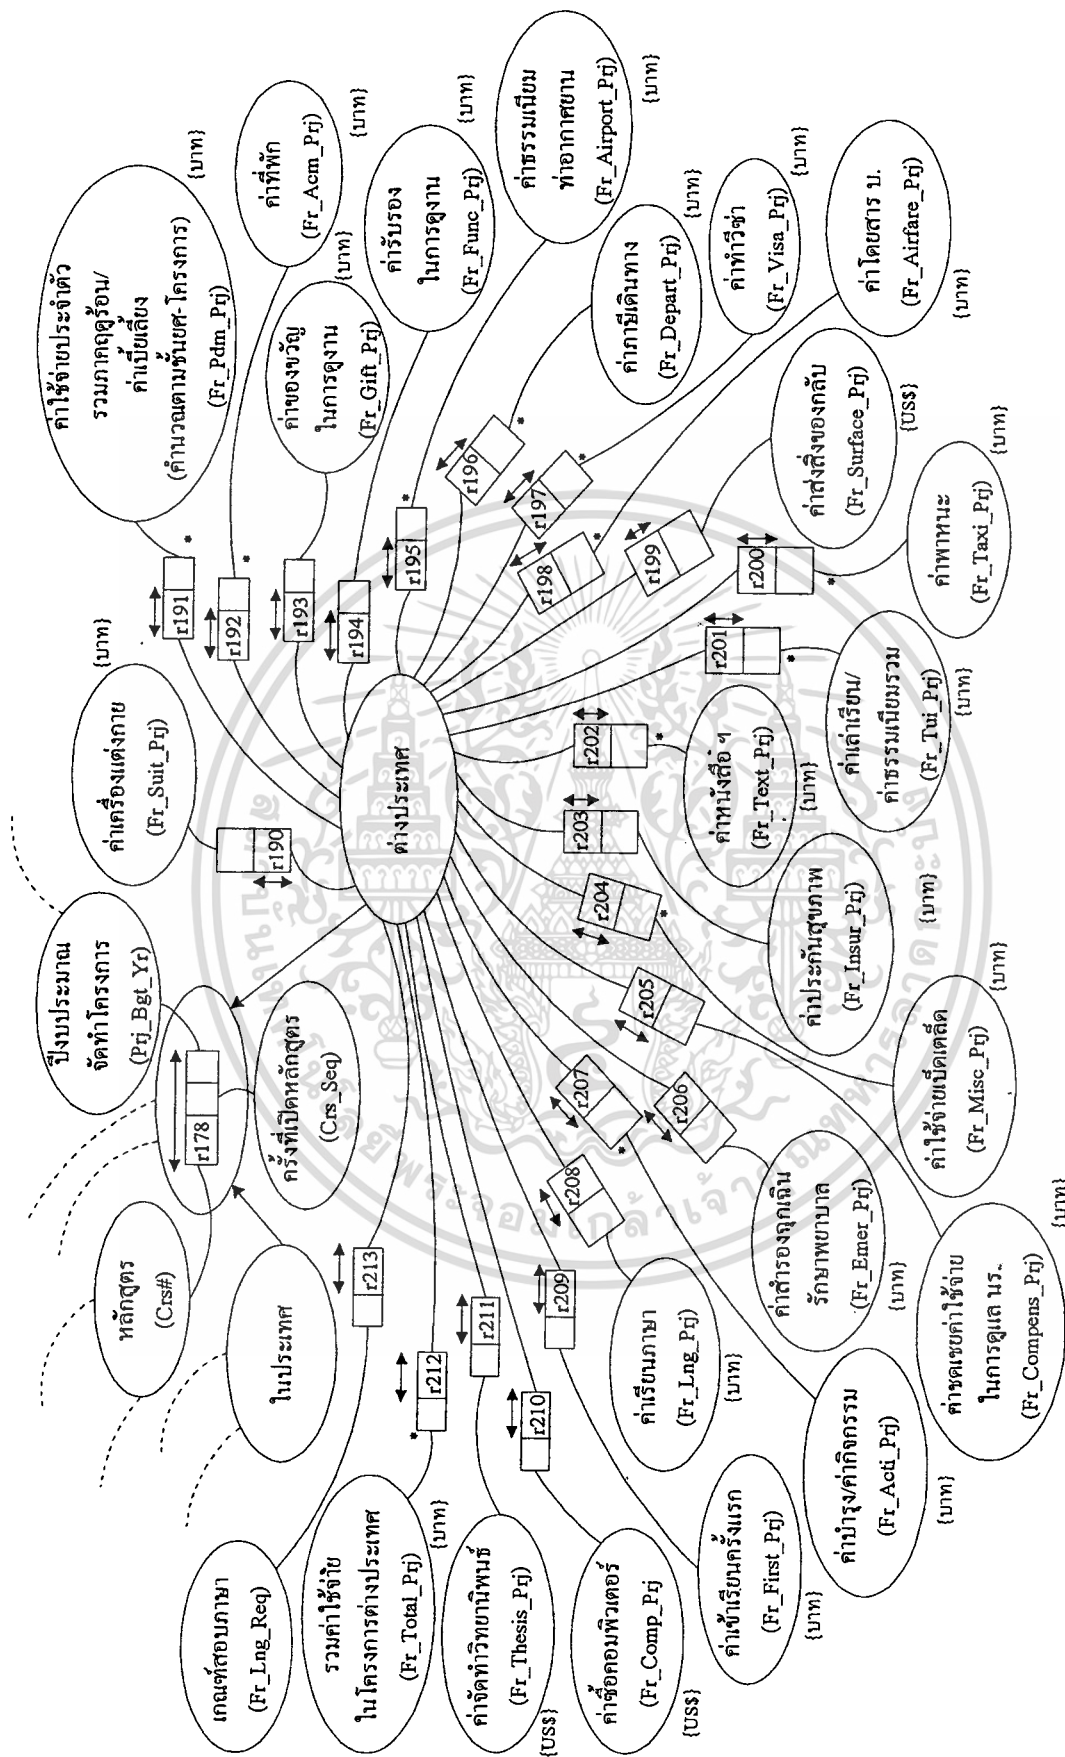 ปีงบประมาณ
จัดทำโครงการ
(Prj_Bgt_Yr)
หลักสูตร
(Crs#)
r178
ครั้งที่เปิดหลักสูตร
(Crs_Seq)
ในประเทศ
ต่างประเทศ
ค่าเครื่องแต่งกาย
(Fr_Suit_Prj)
{บาท}
r190
ค่าใช้จ่ายประจำตัว
รวมภาคฤดูร้อน/
ค่าเบี้ยเลี้ยง
(คำนวณตามชั้นยศ-โครงการ)
(Fr_Pdm_Prj)
{บาท}
r191
*
ค่าที่พัก
(Fr_Acm_Prj)
{บาท}
r192
*
ค่าของขวัญ
ในการดูงาน
(Fr_Gift_Prj)
{บาท}
r193
ค่ารับรอง
ในการดูงาน
(Fr_Func_Prj)
{บาท}
r194
*
ค่าธรรมเนียม
ท่าอากาศยาน
(Fr_Airport_Prj)
{บาท}
r195
*
ค่าภาษีเดินทาง
(Fr_Depart_Prj)
{บาท}
r196
*
ค่าทำวีซ่า
(Fr_Visa_Prj)
{บาท}
r197
*
ค่าโดยสาร บ.
(Fr_Airfare_Prj)
{บาท}
r198
*
ค่าส่งสิ่งของกลับ
(Fr_Surface_Prj)
{US$}
r199
ค่าพาหนะ
(Fr_Taxi_Prj)
{บาท}
r200
*
ค่าเล่าเรียน/
ค่าธรรมเนียมรวม
(Fr_Tui_Prj)
{บาท}
r201
*
ค่าหนังสือ ฯ
(Fr_Text_Prj)
{บาท}
r202
*
ค่าประกันสุขภาพ
(Fr_Insur_Prj)
{บาท}
r203
ค่าใช้จ่ายเบ็ดเตล็ด
(Fr_Misc_Prj)
{บาท}
r204
*
ค่าชดเชยค่าใช้จ่าย
ในการดูแล นร.
(Fr_Compens_Prj)
{บาท}
r205
ค่าสำรองฉุกเฉิน
รักษาพยาบาล
(Fr_Emer_Prj)
{บาท}
r206
ค่าบำรุง/ค่ากิจกรรม
(Fr_Acti_Prj)
{บาท}
r207
*
ค่าเรียนภาษา
(Fr_Lng_Prj)
{บาท}
r208
ค่าเข้าเรียนครั้งแรก
(Fr_First_Prj)
{บาท}
r209
ค่าซื้อคอมพิวเตอร์
(Fr_Comp_Prj
{US$}
r210
ค่าจัดทำวิทยานิพนธ์
(Fr_Thesis_Prj)
{US$}
r211
รวมค่าใช้จ่าย
ในโครงการต่างประเทศ
(Fr_Total_Prj)
{บาท}
r212
*
เกณฑ์สอบภาษา
(Fr_Lng_Req)
r213